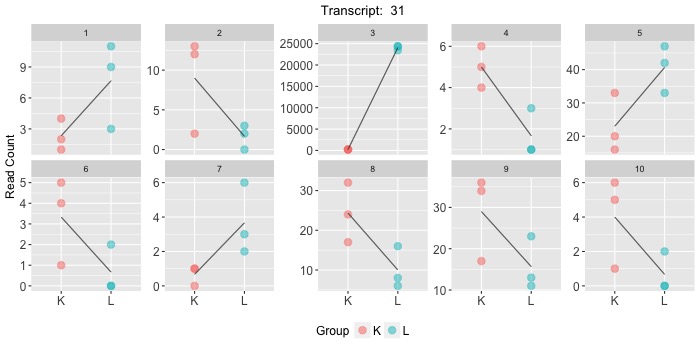 Transcript: 31
1 2 3 4 5
9 6 3
10 5 0
25000 20000 15000 10000 5000 0
6 4 2
40 30 20
Read Count
6 7 8 9 10
5 4 3 2 1 0
6 4 2 0
30 20 10
40 30 20 10
6 4 2 0
K L K L K L K L K L
Group K L